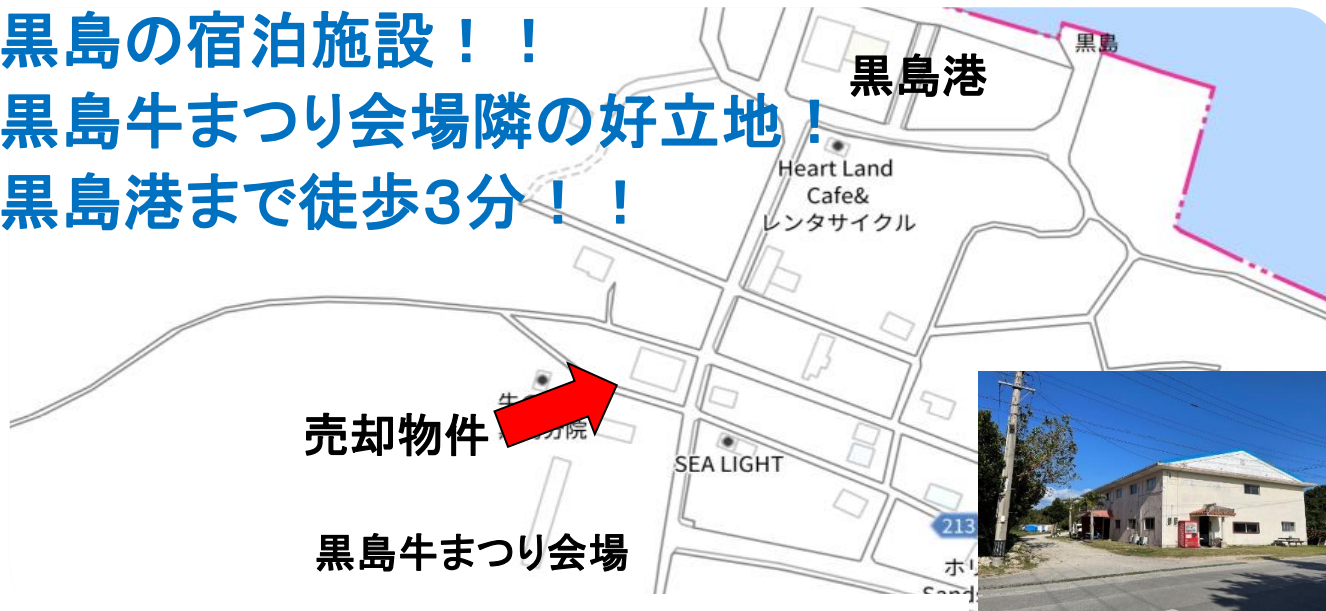 黒島の宿泊施設！！
黒島牛まつり会場隣の好立地！
黒島港まで徒歩３分！！
黒島
黒島港
Heart Land
Cafe&
レンタサイクル
売却物件
分院
SEA LIGHT
213
黒島牛まつり会場